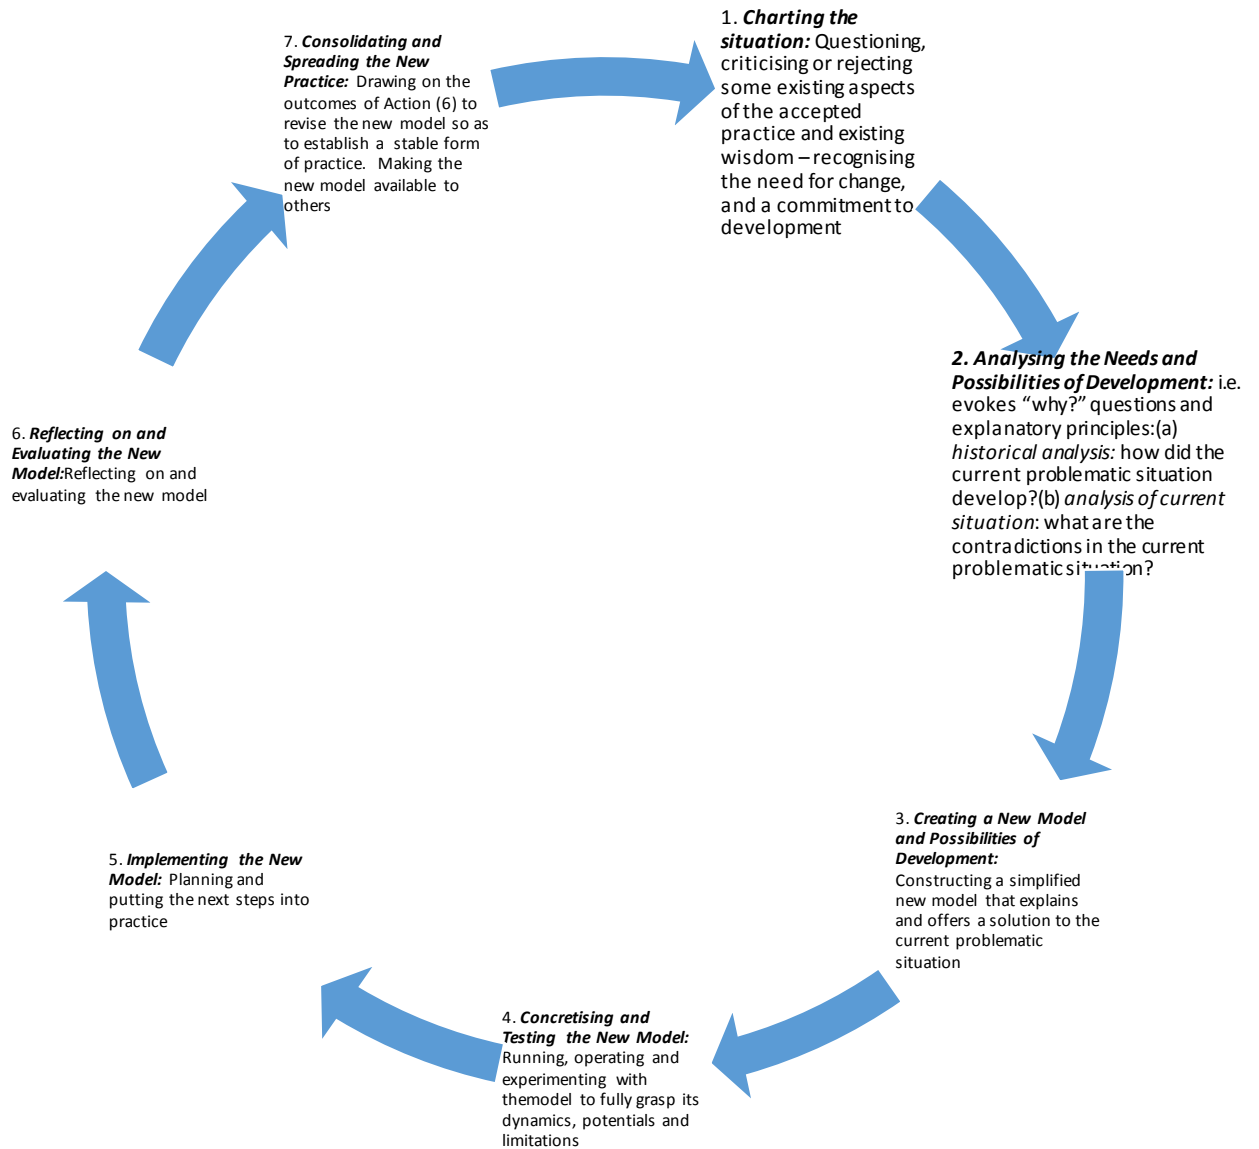 1. Charting the
situation: Questioning,
criticising or rejecting
some existing aspects
of the accepted
practice and existing
wisdom – recognising
the need for change,
and a commitment to
development
2. Analysing the Needs and
Possibilities of Development: i.e.
evokes “why?” questions and
explanatory principles:(a)
historical analysis: how did the
current problematic situation
develop?(b) analysis of current
situation: what are the
contradictions in the current
problematic situation?
3. Creating a New Model
and Possibilities of
Development:
Constructing a simplified
new model that explains
and offers a solution to the
current problematic
situation
4. Concretising and
Testing the New Model:
Running, operating and
experimenting with
themodel to fully grasp its
dynamics, potentials and
limitations
5. Implementing the New
Model: Planning and
putting the next steps into
practice
6. Reflecting on and
Evaluating the New
Model:Reflecting on and
evaluating the new model
7. Consolidating and
Spreading the New
Practice: Drawing on the
outcomes of Action (6) to
revise the new model so as
to establish a stable form
of practice. Making the
new model available to
others